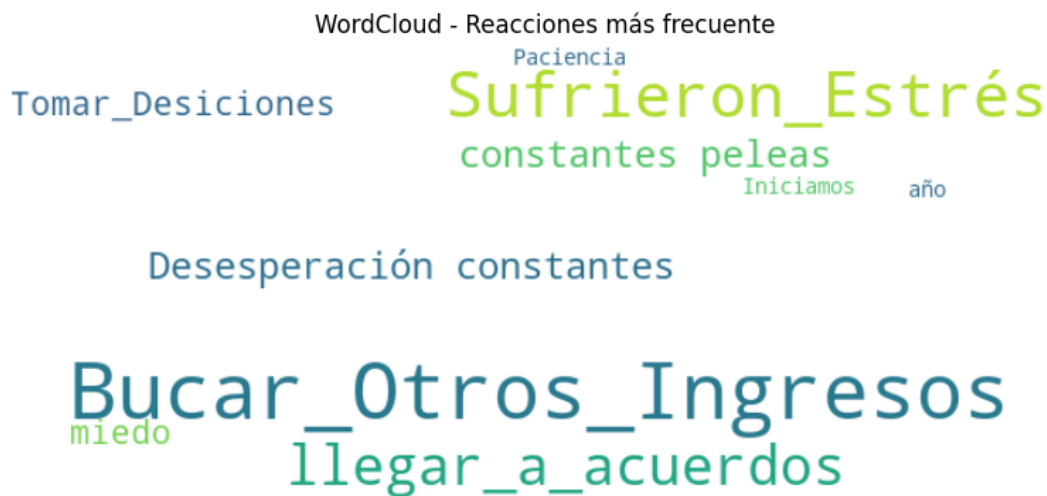 WordCloud - Reacciones más frecuente
Paciencia
Tomar_Desiciones
Sufrieron_Estrés
constantes peleas
Iniciamos
año
Desesperación constantes
Bucar_Otros_Ingresos
miedo
llegar_a_acuerdos